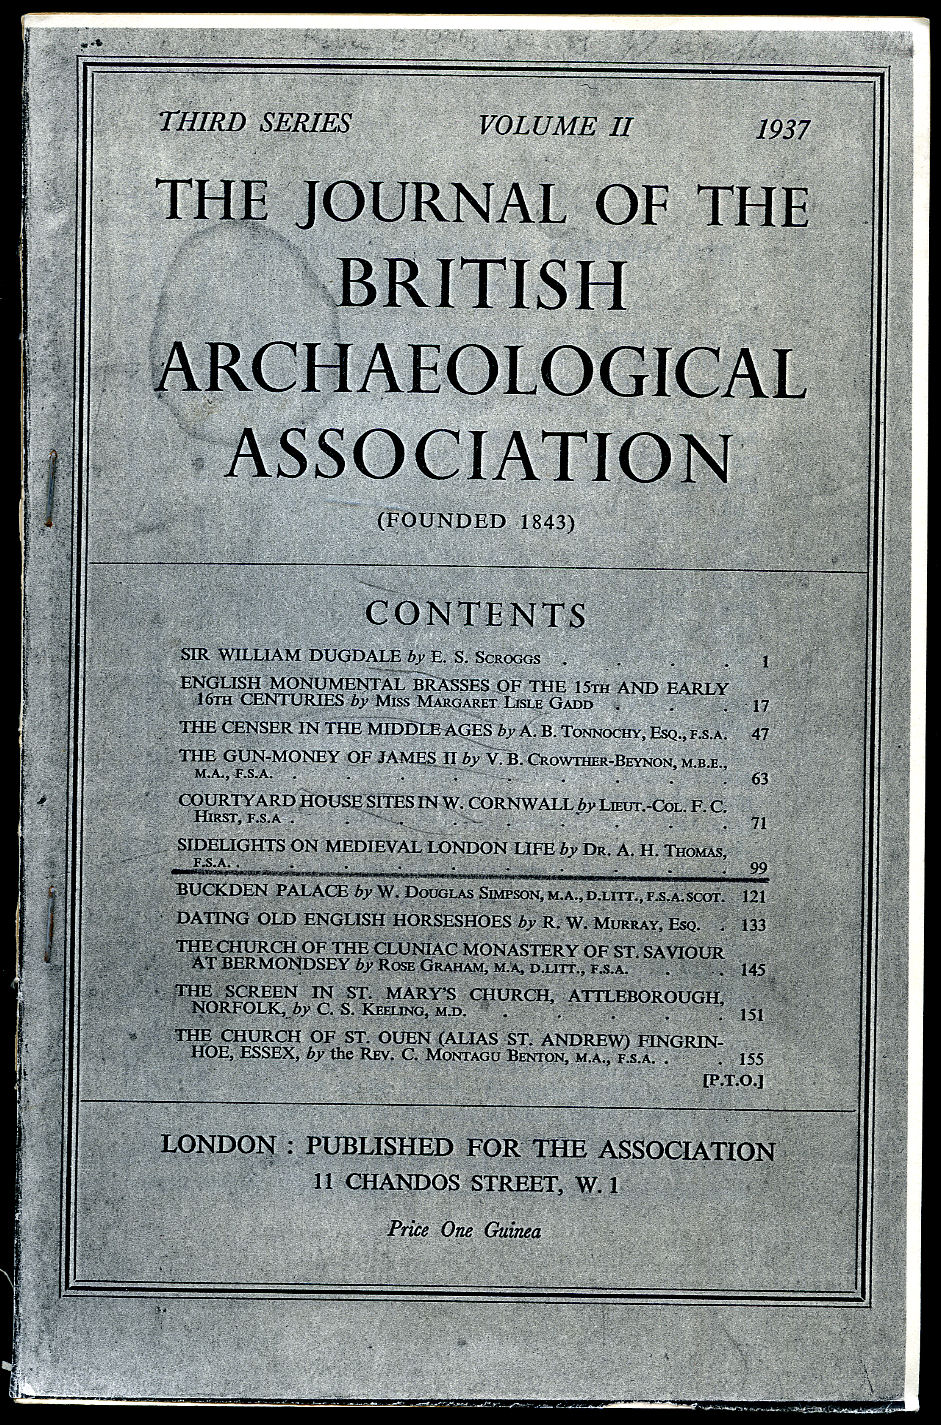 THIRD SERIES VOLUME II 1937
THE JOURNAL OF THE
BRITISH
ARCHAEOLOGICAL
ASSOCIATION
(FOUNDED 1843)
CONTENTS
SIR WILLIAM DUGDALE by E. S. SCROGGS . . . . 1
ENGLISH MONUMENTAL BRASSES OF THE 15TH AND EARLY
16TH CENTURIES by MISS MARGARET LISLE GADD . . . 17
THE CENSER IN THE MIDDLE AGES by A. B. TONNOCHY, ESQ., F.S.A. 47
THE GUN-MONEY OF JAMES II by V. B. CROWTHER-BEYNON, M.B.E.,
M.A., F.S.A. . . . . . . . . . 63
COURTYARD HOUSE SITES IN W. CORNWALL by LIEUT.-COL. F. C.
HIRST, F.S.A . . . . . . . . . 71
SIDELIGHTS ON MEDIEVAL LONDON LIFE by DR. A. H. THOMAS,
F.S.A. . . . . . . . . . . 99
BUCKDEN PALACE by W. DOUGLAS SIMPSON, M.A., D.LITT., F.S.A.SCOT. 121
DATING OLD ENGLISH HORSESHOES by R. W. MURRAY, ESQ. . 133
THE CHURCH OF THE CLUNIAC MONASTERY OF ST. SAVIOUR
AT BERMONDSEY by ROSE GRAHAM, M.A, D.LITT., F.S.A. . . 145
THE SCREEN IN ST. MARY'S CHURCH, ATTLEBOROUGH,
NORFOLK, by C. S. KEELING, M.D. . . . . . 151
THE CHURCH OF ST. OUEN (ALIAS ST. ANDREW) FINGRIN-
HOE, ESSEX, by the REV. C. MONTAGU BENTON, M.A., F.S.A. . . 155
[P.T.O.]
LONDON : PUBLISHED FOR THE ASSOCIATION
11 CHANDOS STREET, W. 1
Price One Guinea